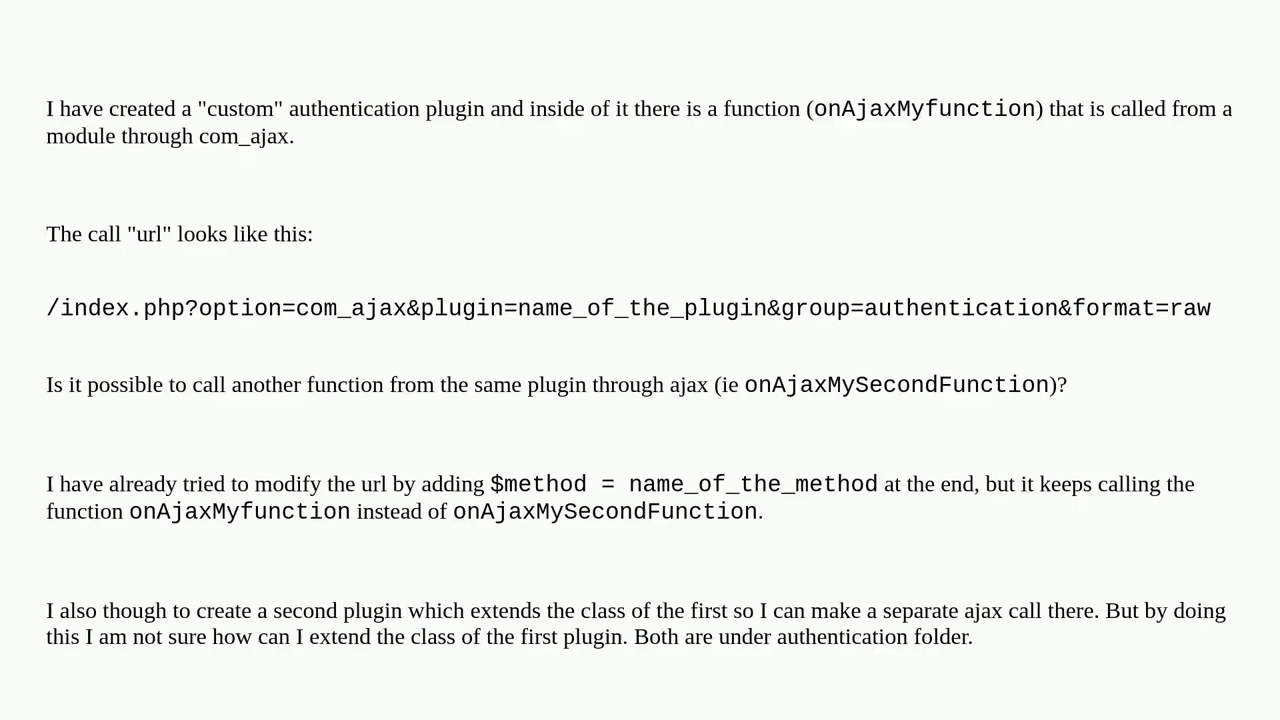 I have created a "custom" authentication plugin and inside of it there is a function (onAjaxMyfunction) that is called from a
module through com_ajax.
The call "url" looks like this:
/index.php?option=com_ajax&plugin=name_of_the_plugin&group=authentication&format=raw
Is it possible to call another function from the same plugin through ajax (ie onAjaxMySecondFunction)?
I have already tried to modify the url by adding $method = name_of_the_method at the end, but it keeps calling the
function onAjaxMyfunction instead of onAjaxMySecondFunction.
I also though to create a second plugin which extends the class of the first so I can make a separate ajax call there. But by doing
this I am not sure how can I extend the class of the first plugin. Both are under authentication folder.